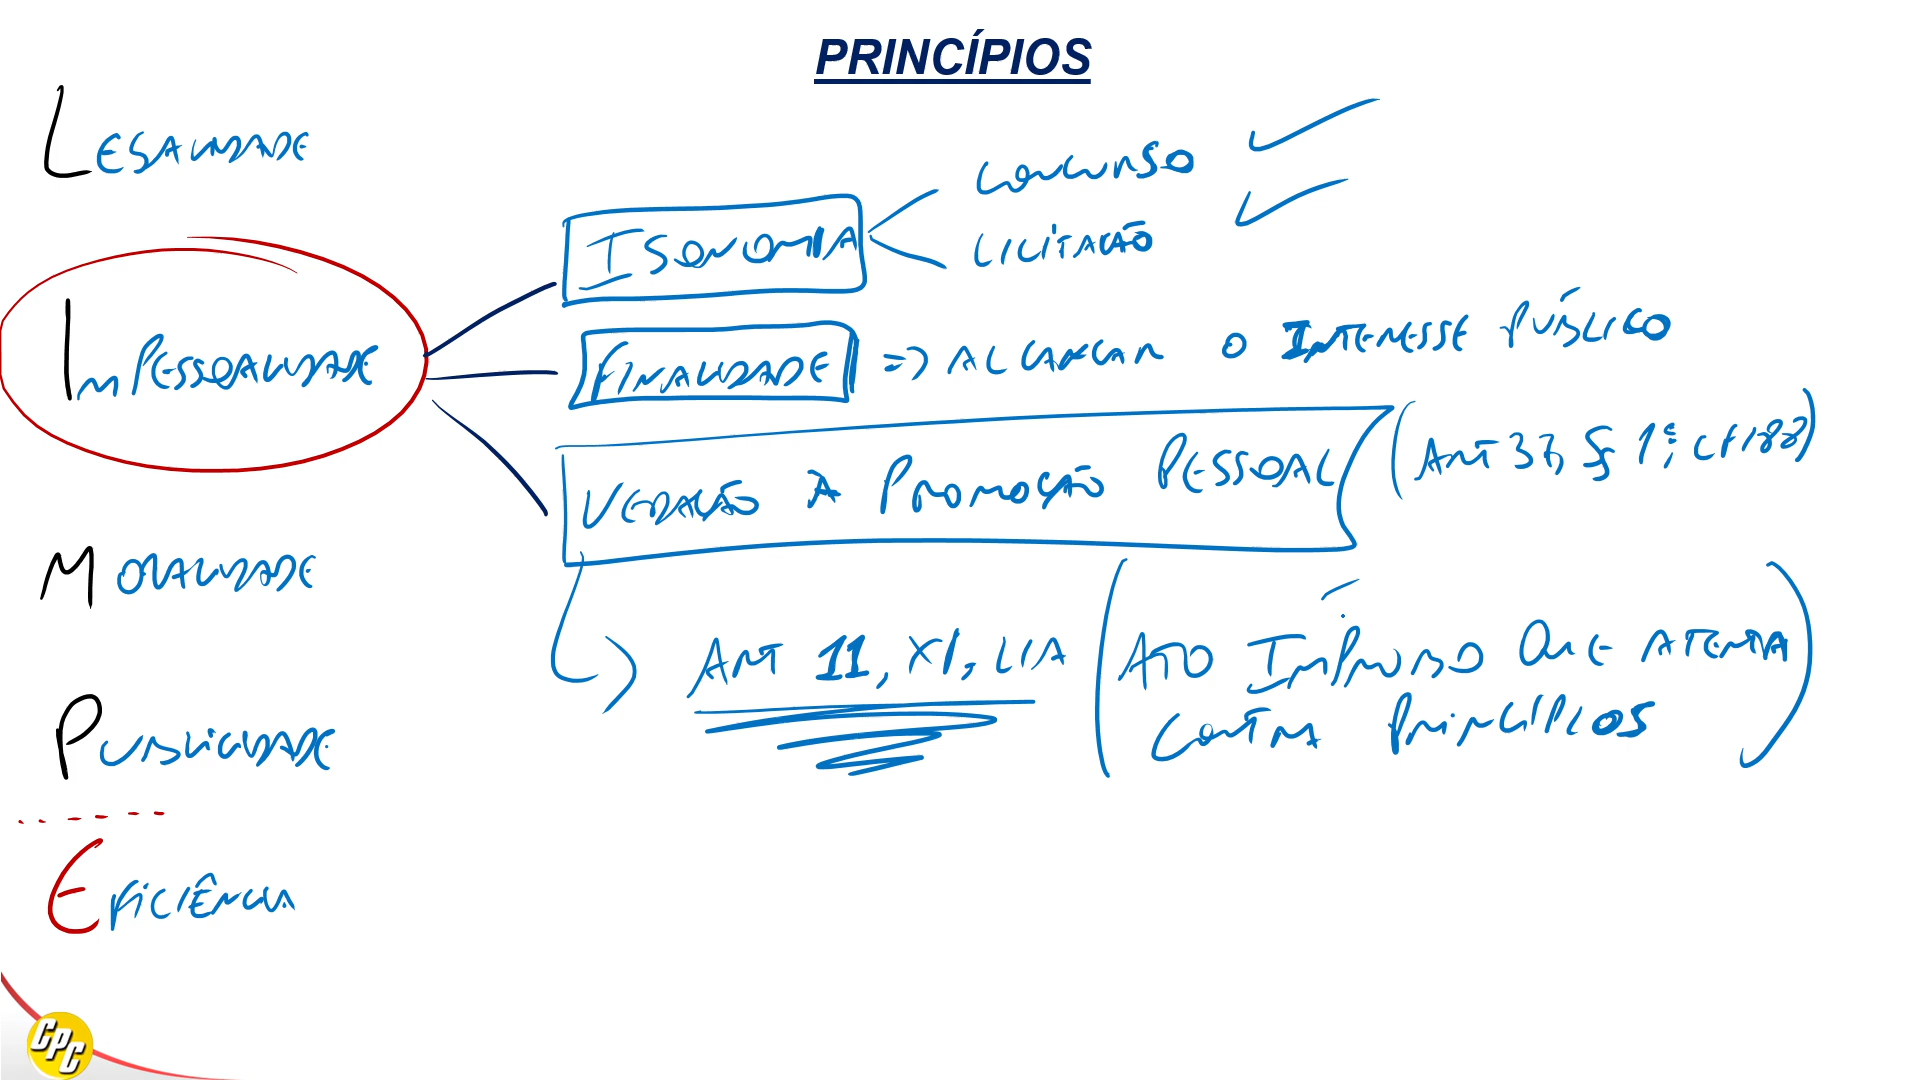 PRINCÍPIOS
LEGALIDADE
IMPESSOALIDADE
ISONOMIA
CONCURSO
LICITAÇÃO
FINALIDADE => ALCANÇAR O INTERESSE PÚBLICO
VEDAÇÃO À PROMOÇÃO PESSOAL (ART 37, § 1º, CF/88)
ART 11, XI, LIA (ATO ÍMPROBO QUE ATENTA
CONTRA PRINCÍPIOS)
MORALIDADE
PUBLICIDADE
EFICIÊNCIA
CPC